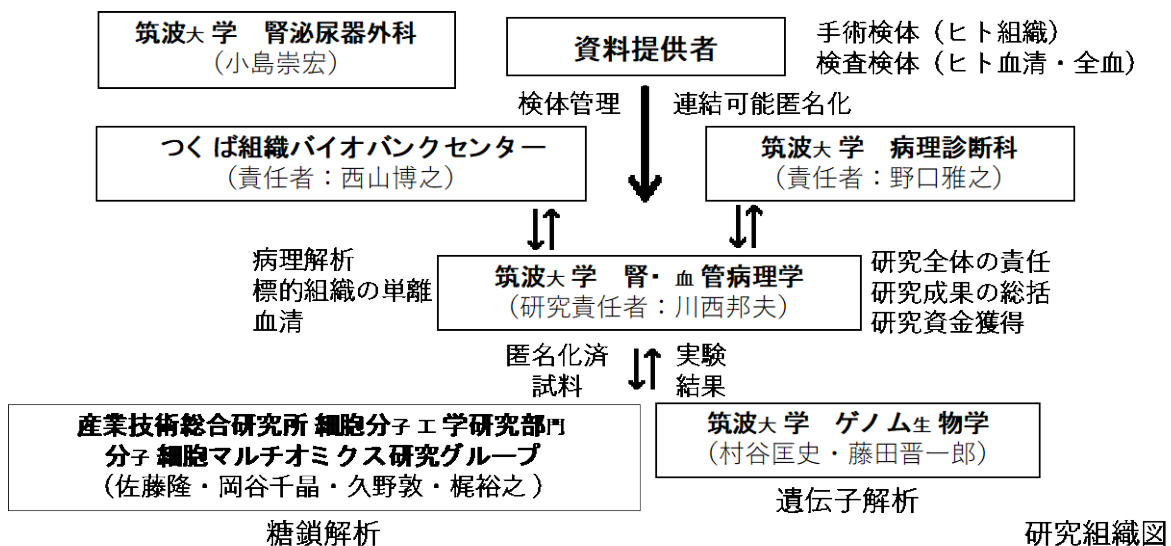 筑波大学 腎泌尿器外科
(小島崇宏)
資料提供者
手術検体(ヒト組織)
検査検体(ヒト血清・全血)
検体管理
連結可能匿名化
つくば組織バイオバンクセンター
(責任者:西山博之)
筑波大学 病理診断科
(責任者:野口雅之)
病理解析
標的組織の単離
血清
筑波大学 腎・血管病理学
(研究責任者:川西邦夫)
研究全体の責任
研究成果の総括
研究資金獲得
匿名化済
試料
実験
結果
産業技術総合研究所 細胞分子工学研究部門
分子細胞マルチオミクス研究グループ
(佐藤隆・岡谷千晶・久野敦・梶裕之)
糖鎖解析
筑波大学 ゲノム生物学
(村谷匡史・藤田晋一郎)
遺伝子解析
研究組織図